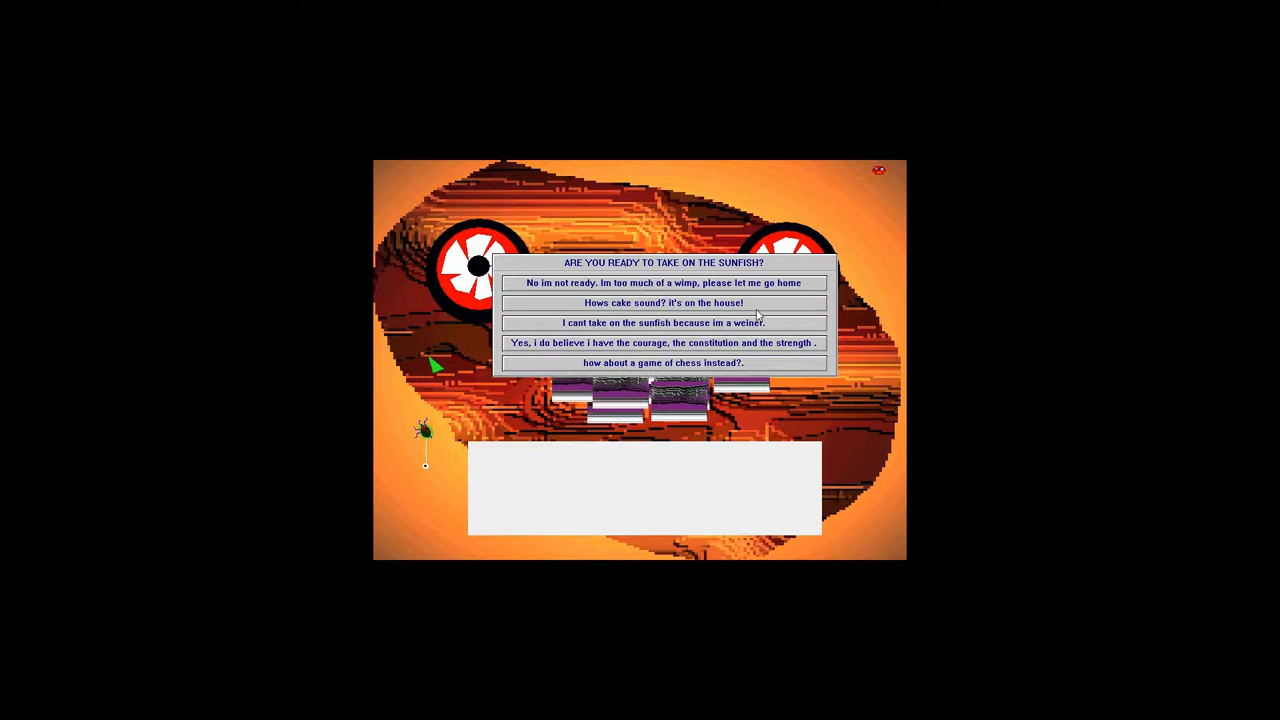 ARE YOU READY TO TAKE ON THE SUNFISH?
No im not ready. Im too much of a wimp, please let me go home
Hows cake sound? it's on the house!
I cant take on the sunfish because im a weiner.
Yes, i do believe i have the courage, the constitution and the strength .
how about a game of chess instead?.